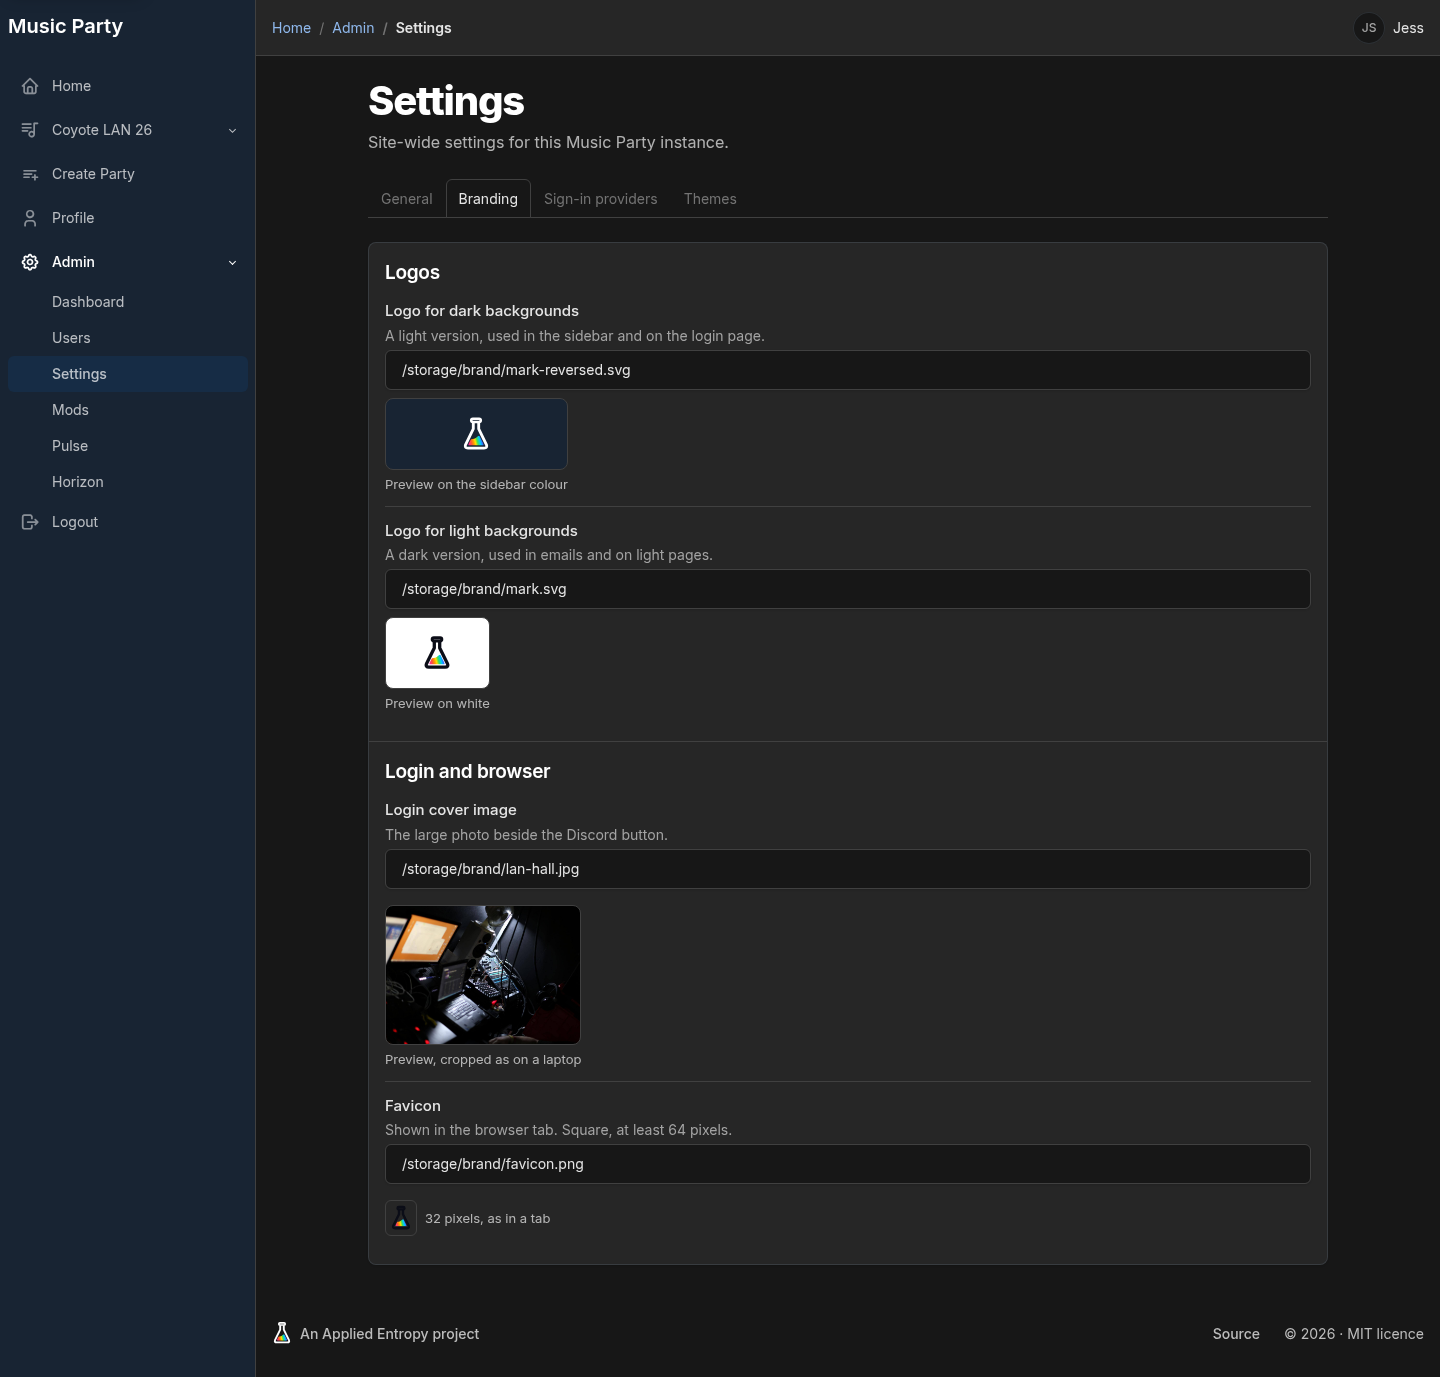 Music Party
Home / Admin / Settings
JS Jess
Home
Coyote LAN 26
Create Party
Profile
Admin
Dashboard
Users
Settings
Mods
Pulse
Horizon
Logout
Settings
Site-wide settings for this Music Party instance.
General Branding Sign-in providers Themes
Logos
Logo for dark backgrounds
A light version, used in the sidebar and on the login page.
/storage/brand/mark-reversed.svg
Preview on the sidebar colour
Logo for light backgrounds
A dark version, used in emails and on light pages.
/storage/brand/mark.svg
Preview on white
Login and browser
Login cover image
The large photo beside the Discord button.
/storage/brand/lan-hall.jpg
Preview, cropped as on a laptop
Favicon
Shown in the browser tab. Square, at least 64 pixels.
/storage/brand/favicon.png
32 pixels, as in a tab
An Applied Entropy project
Source © 2026 · MIT licence